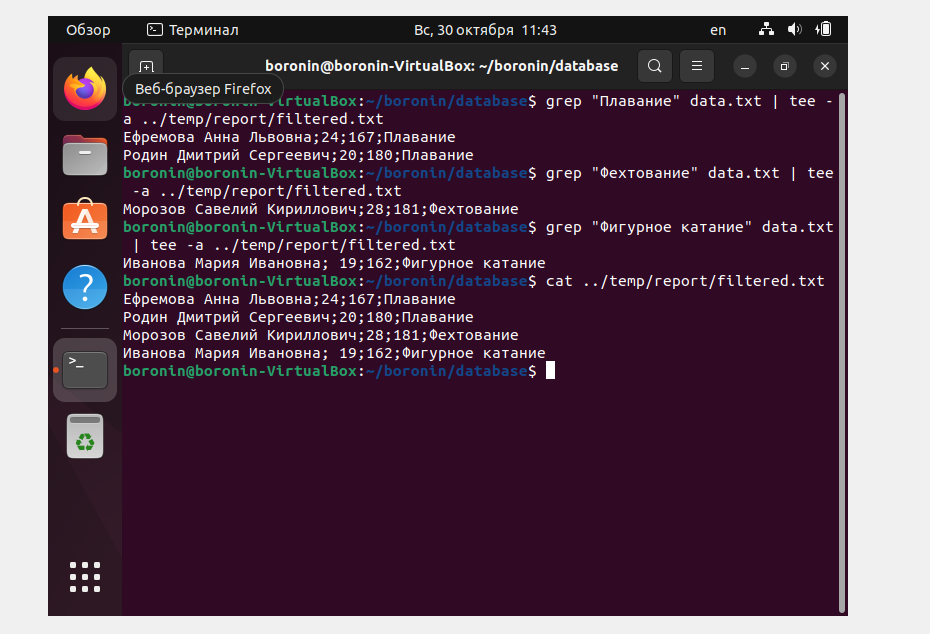 Обзор
Терминал
Вс, 30 октября 11:43
en
boronin@boronin-VirtualBox: ~/boronin/database
Веб-браузер Firefox
boronin@boronin-VirtualBox:~/boronin/database$ grep "Плавание" data.txt | tee -
a ../temp/report/filtered.txt
Ефремова Анна Львовна;24;167;Плавание
Родин Дмитрий Сергеевич;20;180;Плавание
boronin@boronin-VirtualBox:~/boronin/database$ grep "Фехтование" data.txt | tee
-a ../temp/report/filtered.txt
Морозов Савелий Кириллович;28;181;Фехтование
boronin@boronin-VirtualBox:~/boronin/database$ grep "Фигурное катание" data.txt
| tee -a ../temp/report/filtered.txt
Иванова Мария Ивановна; 19;162;Фигурное катание
boronin@boronin-VirtualBox:~/boronin/database$ cat ../temp/report/filtered.txt
Ефремова Анна Львовна;24;167;Плавание
Родин Дмитрий Сергеевич;20;180;Плавание
Морозов Савелий Кириллович;28;181;Фехтование
Иванова Мария Ивановна; 19;162;Фигурное катание
boronin@boronin-VirtualBox:~/boronin/database$